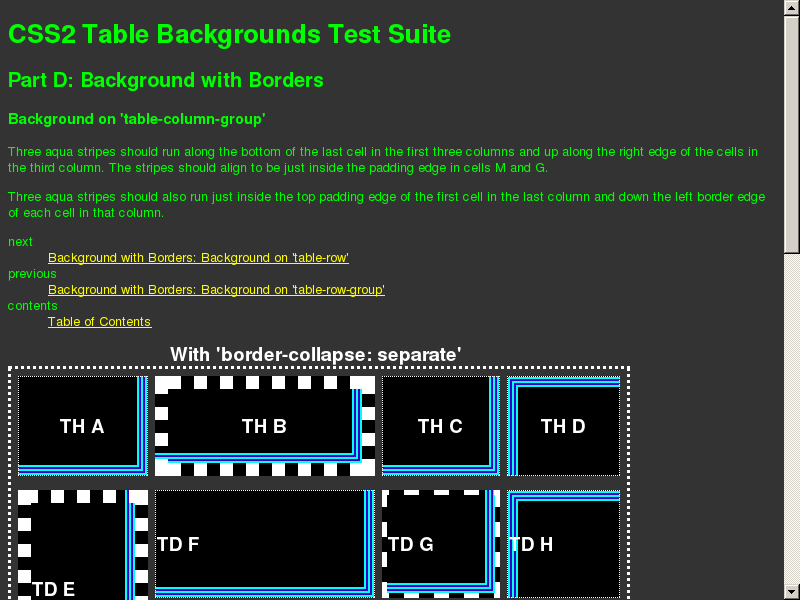 CSS2 Table Backgrounds Test Suite
Part D: Background with Borders
Background on 'table-column-group'
Three aqua stripes should run along the bottom of the last cell in the first three columns and up along the right edge of the cells in
the third column. The stripes should align to be just inside the padding edge in cells M and G.
Three aqua stripes should also run just inside the top padding edge of the first cell in the last column and down the left border edge
of each cell in that column.
next
Background with Borders: Background on 'table-row'
previous
Background with Borders: Background on 'table-row-group'
contents
Table of Contents
With 'border-collapse: separate'
TH A TH B TH C TH D
TD F TD G TD H
TD E